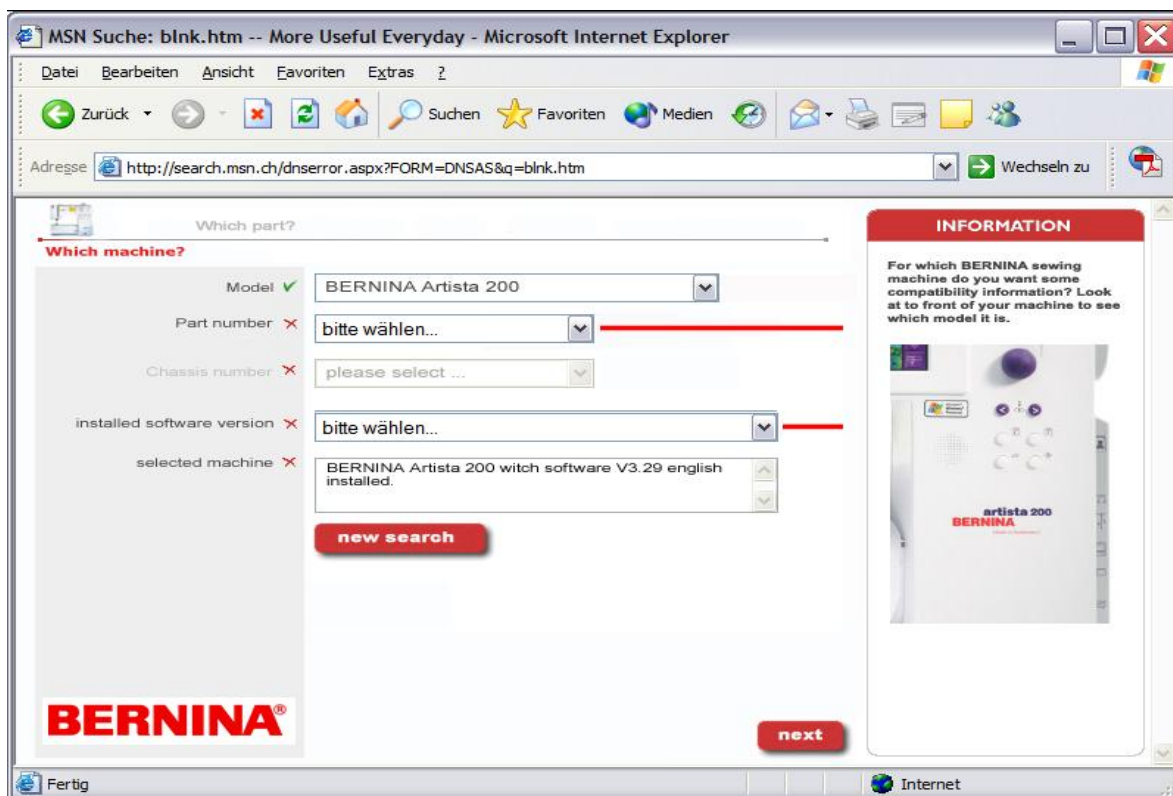 MSN Suche: blnk.htm -- More Useful Everyday - Microsoft Internet Explorer
Datei Bearbeiten Ansicht Favoriten Extras ?
Zurück Suchen Favoriten Medien
Adresse http://search.msn.ch/dnserror.aspx?FORM=DNSAS&q=blnk.htm Wechseln zu
Which part?
Which machine?
Model BERNINA Artista 200
Part number bitte wählen...
Chassis number please select ...
installed software version bitte wählen...
selected machine BERNINA Artista 200 witch software V3.29 english
installed.
new search
BERNINA®
next
INFORMATION
For which BERNINA sewing
machine do you want some
compatibility information? Look
at to front of your machine to see
which model it is.
artista 200
BERNINA
Fertig Internet